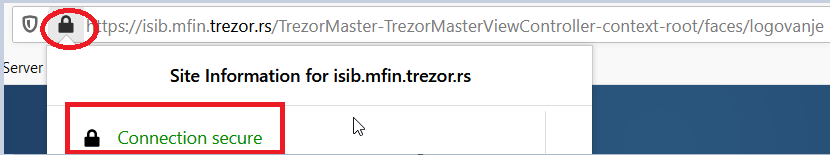 https://isib.mfin.trezor.rs/TrezorMaster-TrezorMasterViewController-context-root/faces/logovanje
Server
Site Information for isib.mfin.trezor.rs
Connection secure